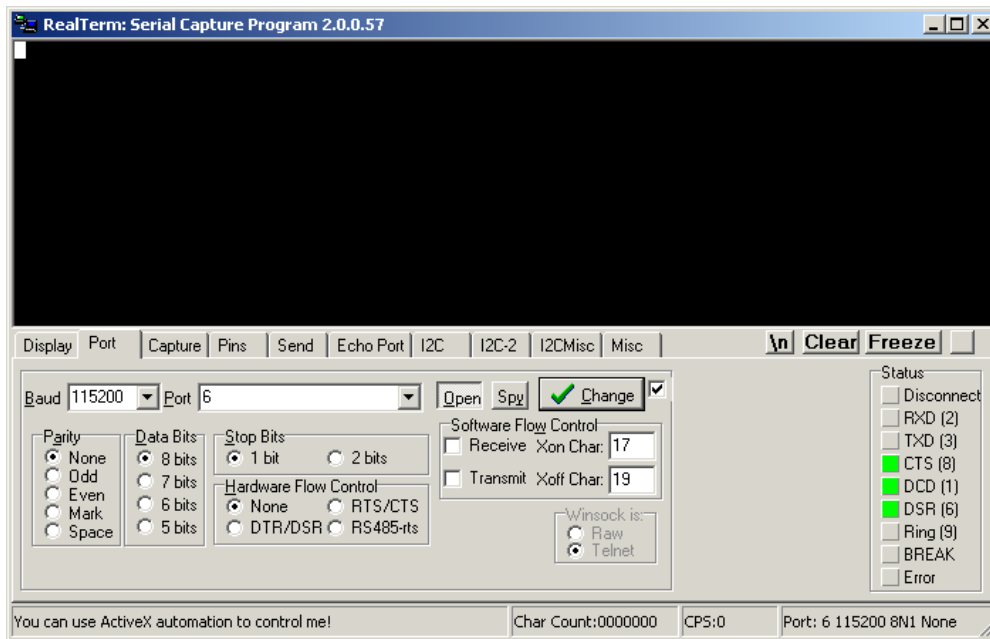 RealTerm: Serial Capture Program 2.0.0.57
Display Port Capture Pins Send Echo Port I2C I2C-2 I2CMisc Misc \n Clear Freeze
Baud 115200 Port 6 Open Spy Change
Parity
None
Odd
Even
Mark
Space
Data Bits
8 bits
7 bits
6 bits
5 bits
Stop Bits
1 bit 2 bits
Hardware Flow Control
None RTS/CTS
DTR/DSR RS485-rts
Software Flow Control
Receive Xon Char: 17
Transmit Xoff Char: 19
Winsock is:
Raw
Telnet
Status
Disconnect
RXD (2)
TXD (3)
CTS (8)
DCD (1)
DSR (6)
Ring (9)
BREAK
Error
You can use ActiveX automation to control me! Char Count:0000000 CPS:0 Port: 6 115200 8N1 None